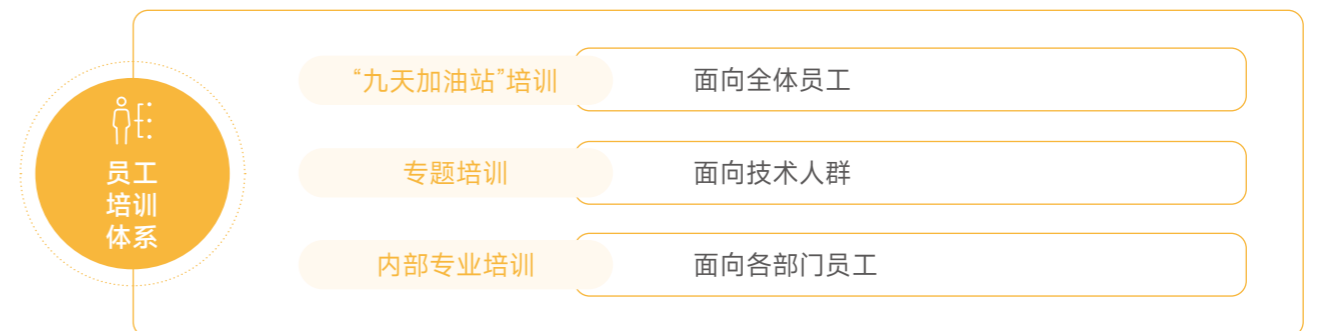 员工
培训
体系
“九天加油站”培训
面向全体员工
专题培训
面向技术人群
内部专业培训
面向各部门员工